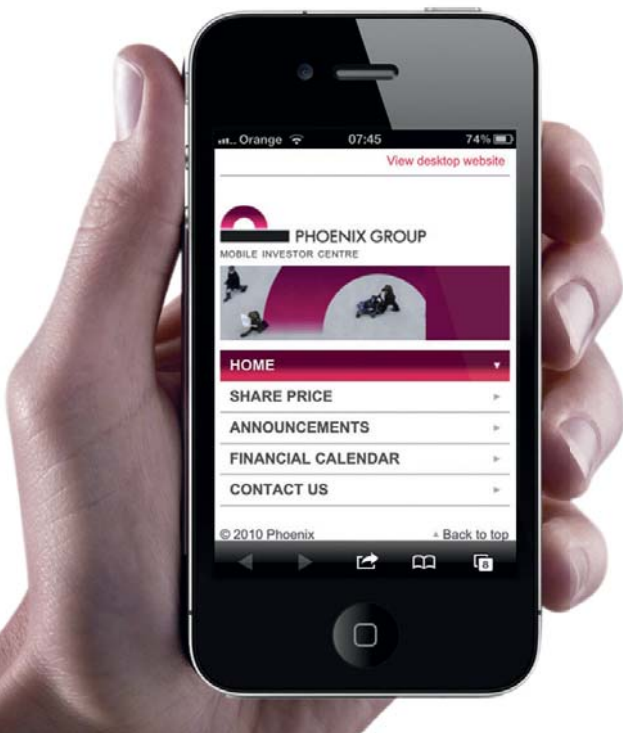 Orange 07:45 74%
View desktop website
PHOENIX GROUP
MOBILE INVESTOR CENTRE
HOME
SHARE PRICE
ANNOUNCEMENTS
FINANCIAL CALENDAR
CONTACT US
© 2010 Phoenix Back to top
8